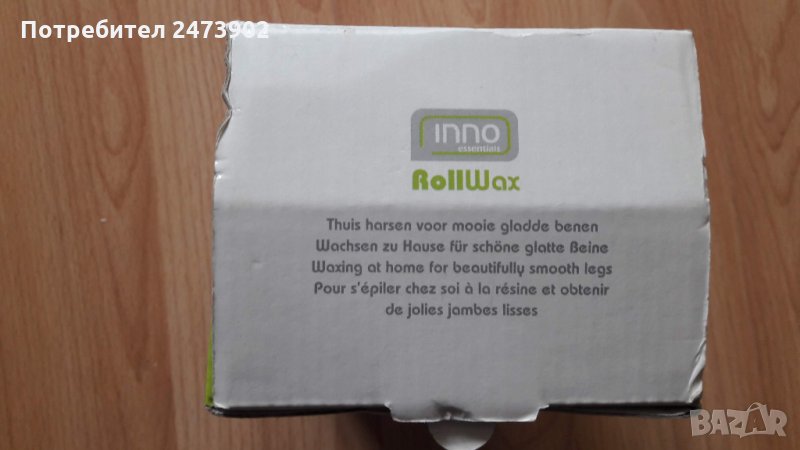 Потребител 2473902
inno
essentials
RollWax
Thuis harsen voor mooie gladde benen
Wachsen zu Hause für schöne glatte Beine
Waxing at home for beautifully smooth legs
Pour s'épiler chez soi à la résine et obtenir
de jolies jambes lisses
BAZAR